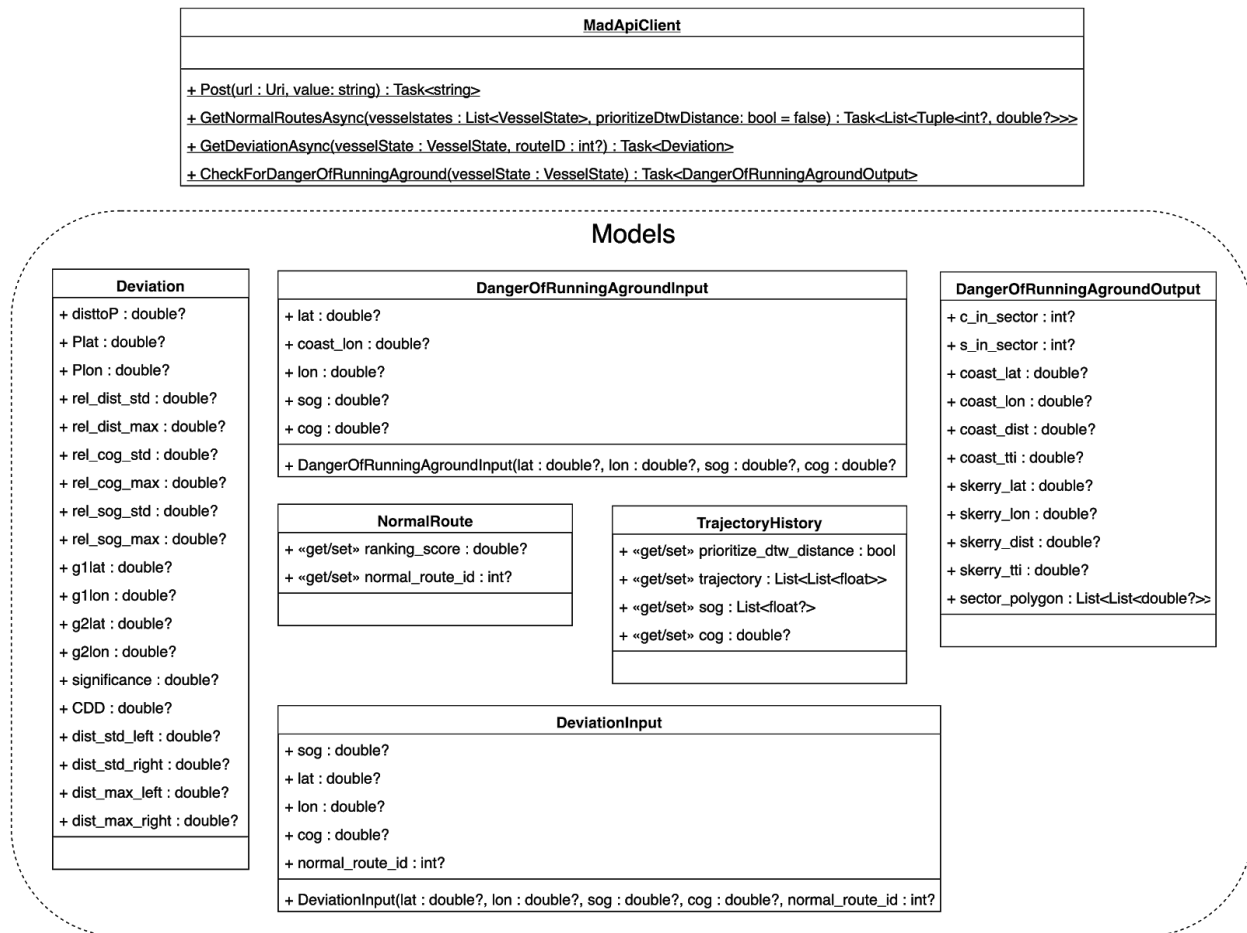 MadApiClient
+ Post(url : Uri, value: string) : Task<string>
+ GetNormalRoutesAsync(vesselstates : List<VesselState>, prioritizeDtwDistance: bool = false) : Task<List<Tuple<int?, double?>>>
+ GetDeviationAsync(vesselState : VesselState, routeID : int?) : Task<Deviation>
+ CheckForDangerOfRunningAground(vesselState : VesselState) : Task<DangerOfRunningAgroundOutput>
Models
Deviation
+ disttoP : double?
+ Plat : double?
+ Plon : double?
+ rel_dist_std : double?
+ rel_dist_max : double?
+ rel_cog_std : double?
+ rel_cog_max : double?
+ rel_sog_std : double?
+ rel_sog_max : double?
+ g1lat : double?
+ g1lon : double?
+ g2lat : double?
+ g2lon : double?
+ significance : double?
+ CDD : double?
+ dist_std_left : double?
+ dist_std_right : double?
+ dist_max_left : double?
+ dist_max_right : double?
DangerOfRunningAgroundInput
+ lat : double?
+ coast_lon : double?
+ lon : double?
+ sog : double?
+ cog : double?
+ DangerOfRunningAgroundInput(lat : double?, lon : double?, sog : double?, cog : double?
DangerOfRunningAgroundOutput
+ c_in_sector : int?
+ s_in_sector : int?
+ coast_lat : double?
+ coast_lon : double?
+ coast_dist : double?
+ coast_tti : double?
+ skerry_lat : double?
+ skerry_lon : double?
+ skerry_dist : double?
+ skerry_tti : double?
+ sector_polygon : List<List<double?>>
NormalRoute
+ «get/set» ranking_score : double?
+ «get/set» normal_route_id : int?
TrajectoryHistory
+ «get/set» prioritize_dtw_distance : bool
+ «get/set» trajectory : List<List<float>>
+ «get/set» sog : List<float?>
+ «get/set» cog : double?
DeviationInput
+ sog : double?
+ lat : double?
+ lon : double?
+ cog : double?
+ normal_route_id : int?
+ DeviationInput(lat : double?, lon : double?, sog : double?, cog : double?, normal_route_id : int?